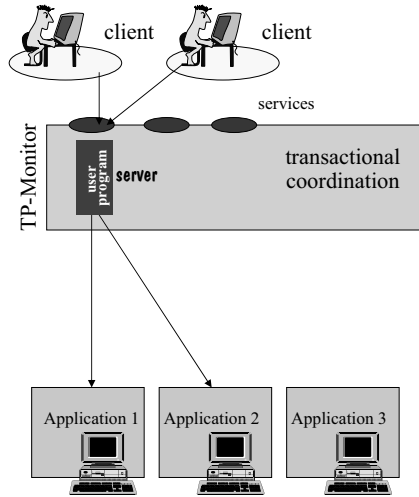 client
client
services
TP-Monitor
transactional
coordination
user
program
server
Application 1
Application 2
Application 3